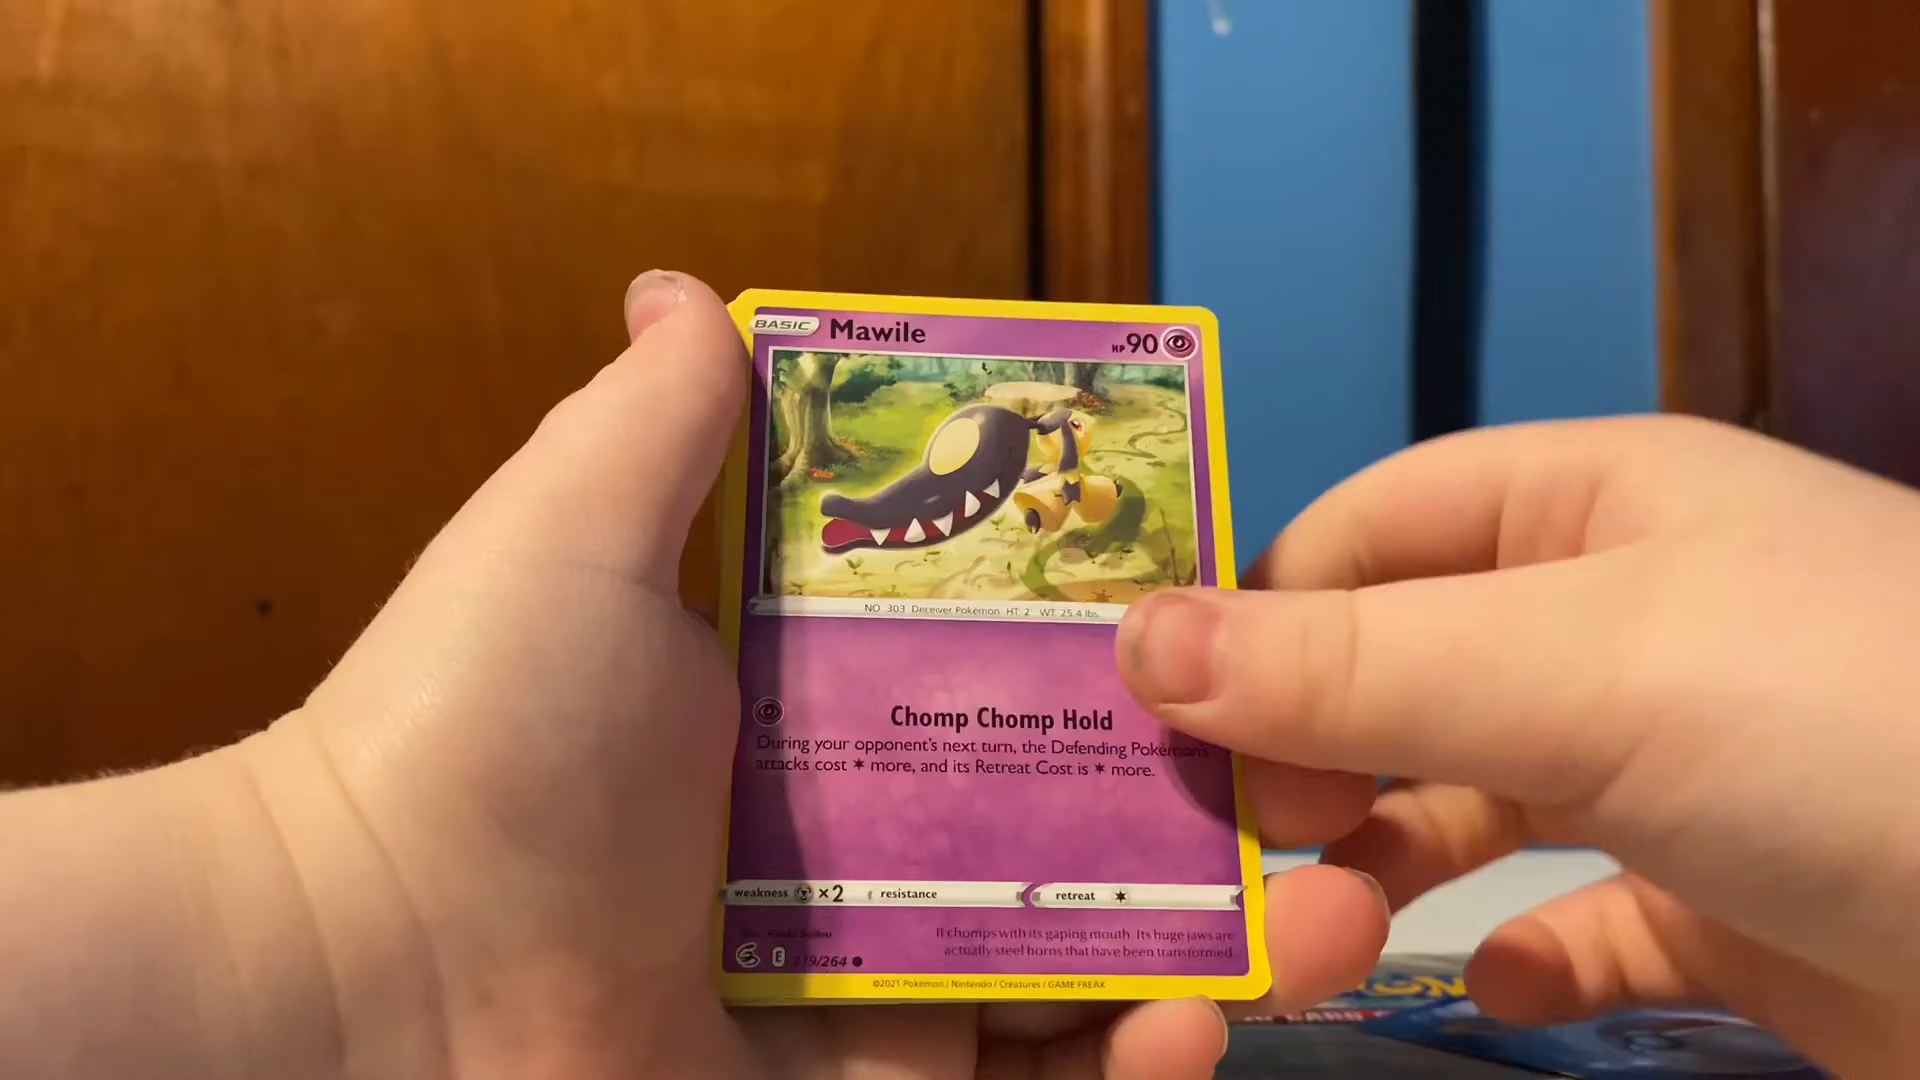 BASIC Mawile HP 90
NO. 303 Deceiver Pokémon HT: 2' WT: 25.4 lbs.
Chomp Chomp Hold
During your opponent's next turn, the Defending Pokémon's
attacks cost ✶ more, and its Retreat Cost is ✶ more.
weakness ×2 resistance retreat
It chomps with its gaping mouth. Its huge jaws are
actually steel horns that have been transformed.
E 119/264
©2021 Pokémon / Nintendo / Creatures / GAME FREAK